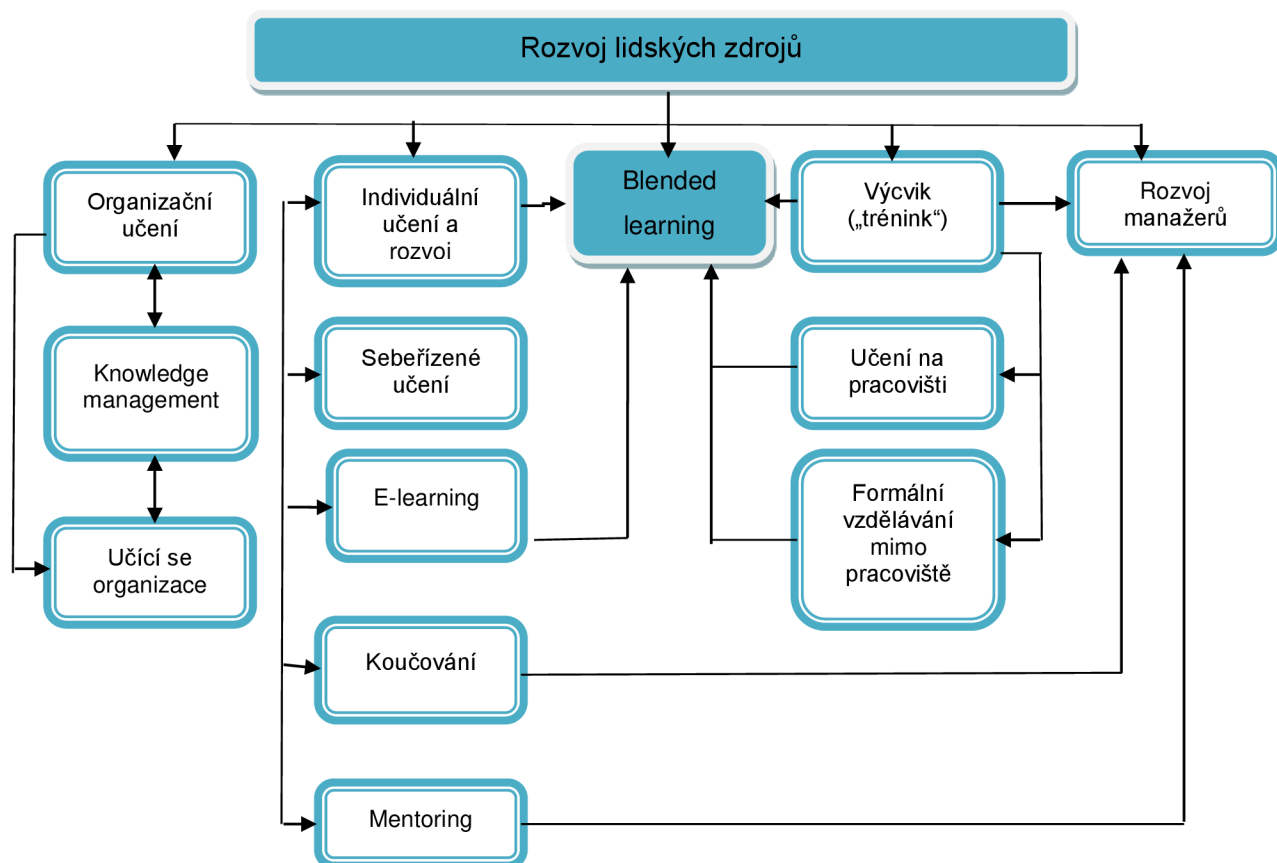 Rozvoj lidských zdrojů
Organizační
učení
Individuální
učení a
rozvoi
Blended
learning
Výcvik
(„trénink“)
Rozvoj
manažerů
Knowledge
management
Sebeřízené
učení
Učení na
pracovišti
E-learning
Formální
vzdělávání
mimo
pracoviště
Učící se
organizace
Koučování
Mentoring